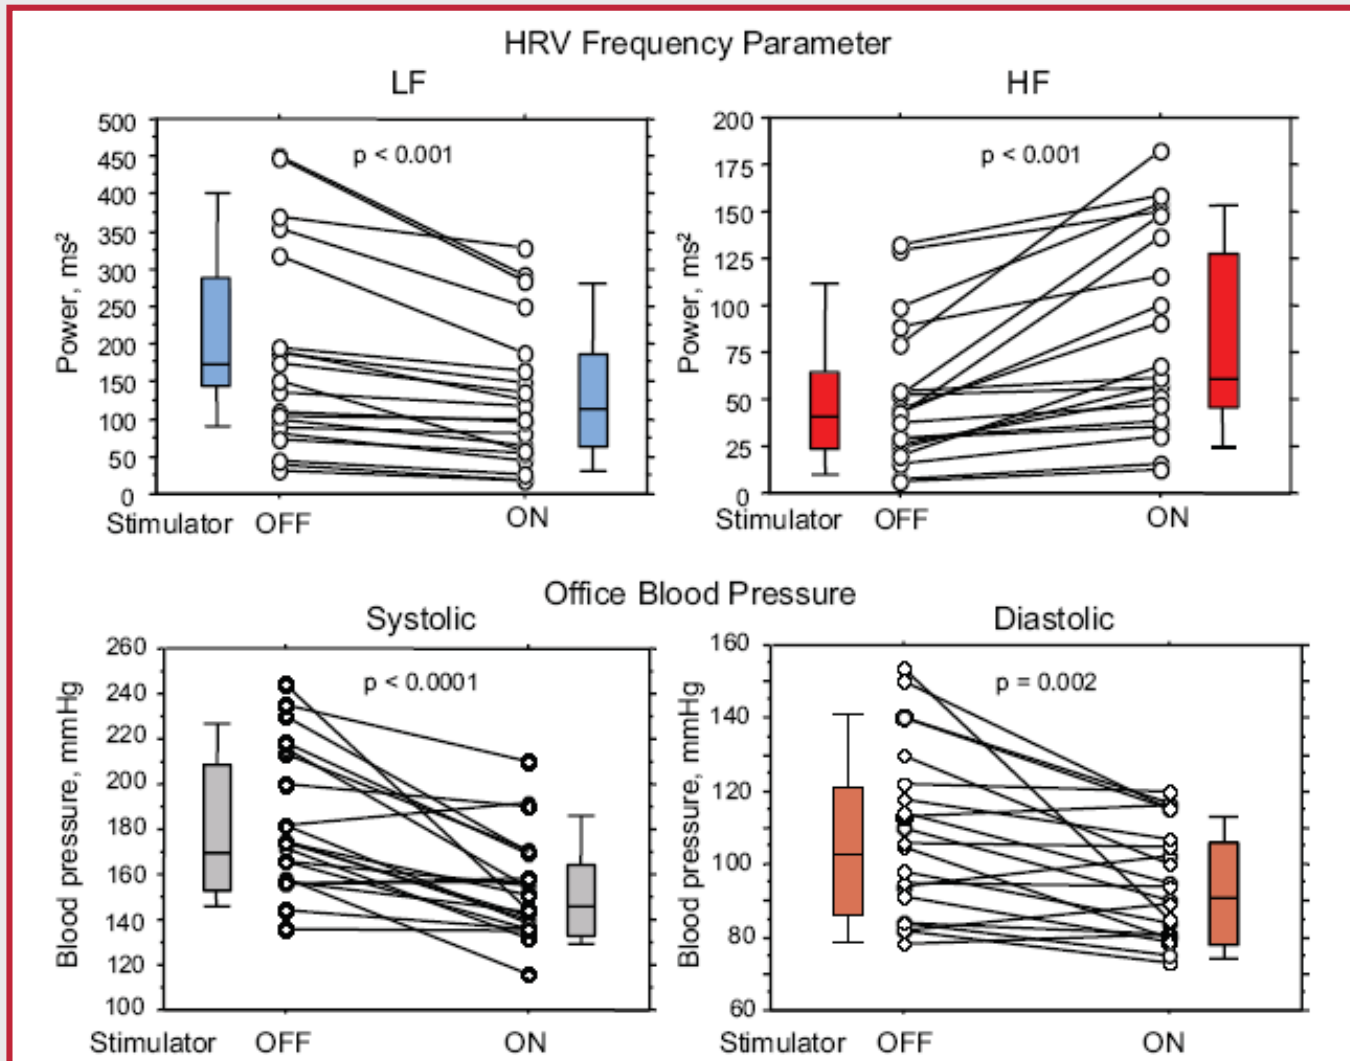 HRV Frequency Parameter
LF
HF
Power, ms²
500
450
400
350
300
250
200
150
100
50
0
p < 0.001
Stimulator OFF ON
Power, ms²
200
175
150
125
100
75
50
25
0
p < 0.001
Stimulator OFF ON
Office Blood Pressure
Systolic
Diastolic
Blood pressure, mmHg
260
240
220
200
180
160
140
120
100
p < 0.0001
Stimulator OFF ON
Blood pressure, mmHg
160
140
120
100
80
60
p = 0.002
Stimulator OFF ON